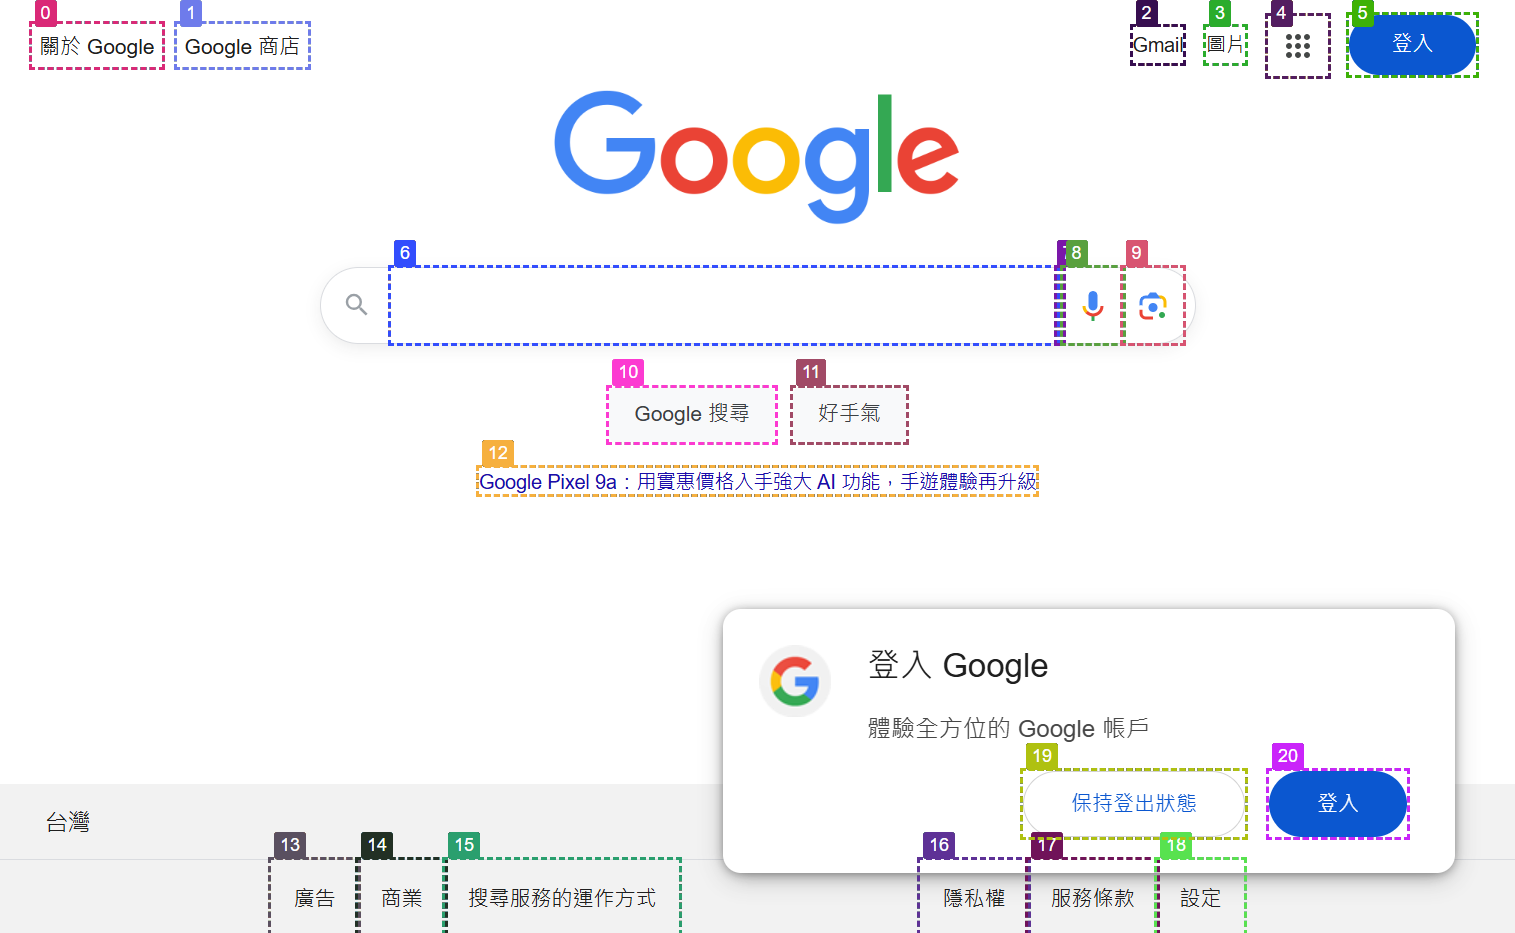 0
1
2
3
4
5
關於 Google
Google 商店
Gmail
圖片
登入
Google
6
8
9
10
11
Google 搜尋
好手氣
12
Google Pixel 9a：用實惠價格入手強大 AI 功能，手遊體驗再升級
登入 Google
體驗全方位的 Google 帳戶
19
20
保持登出狀態
登入
台灣
13
14
15
16
17
18
廣告
商業
搜尋服務的運作方式
隱私權
服務條款
設定